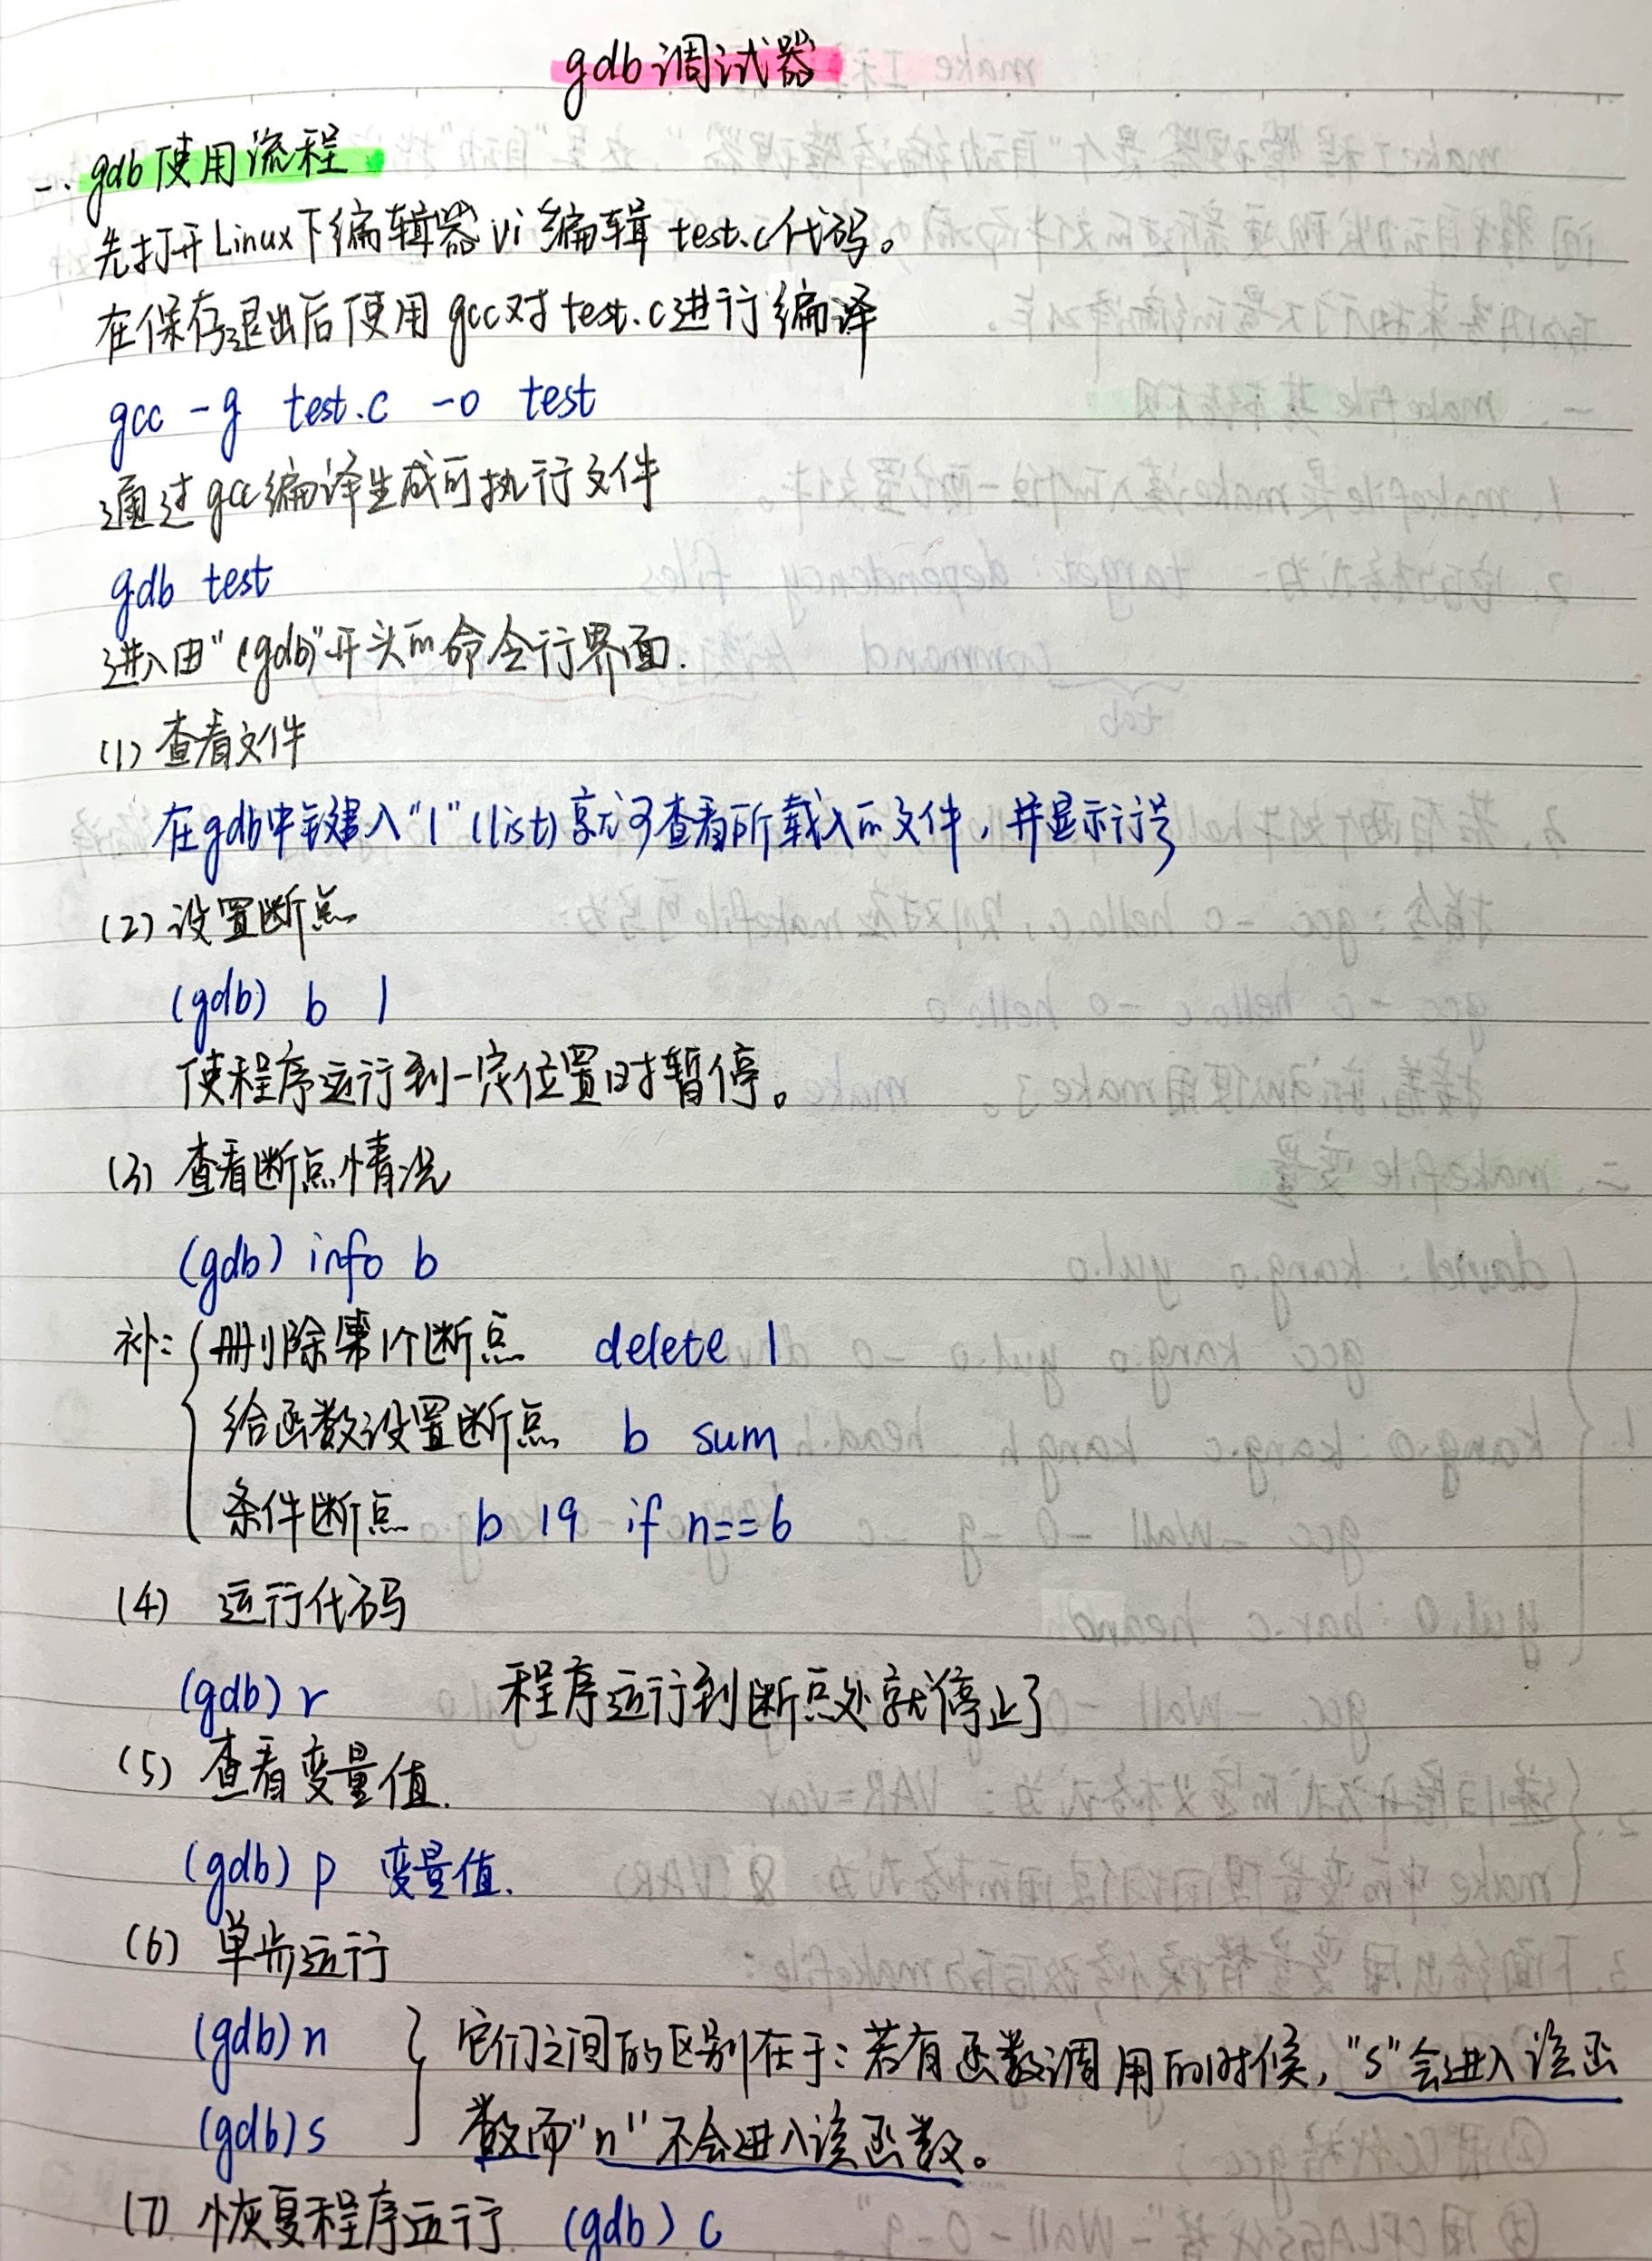 gdb调试器
一. gdb使用流程
先打开Linux下编辑器vi编辑 test.c代码。
在保存退出后使用gcc对test.c进行编译
gcc -g test.c -o test
通过gcc编译生成可执行文件
gdb test
进入由"(gdb)"开头的命令行界面.
(1) 查看文件
在gdb中键入"l"(list)就可查看所载入的文件,并显示行号
(2) 设置断点
(gdb) b 1
使程序运行到一定位置时暂停。
(3) 查看断点情况
(gdb) info b
补: 删除第1个断点 delete 1
给函数设置断点 b sum
条件断点 b 19 if n==6
(4) 运行代码
(gdb) r 程序运行到断点处就停止了
(5) 查看变量值.
(gdb) p 变量值.
(6) 单步运行
(gdb) n 它们之间的区别在于:若有函数调用的时候,"s"会进入该函
(gdb) s 数而"n"不会进入该函数。
(7) 恢复程序运行 (gdb) c